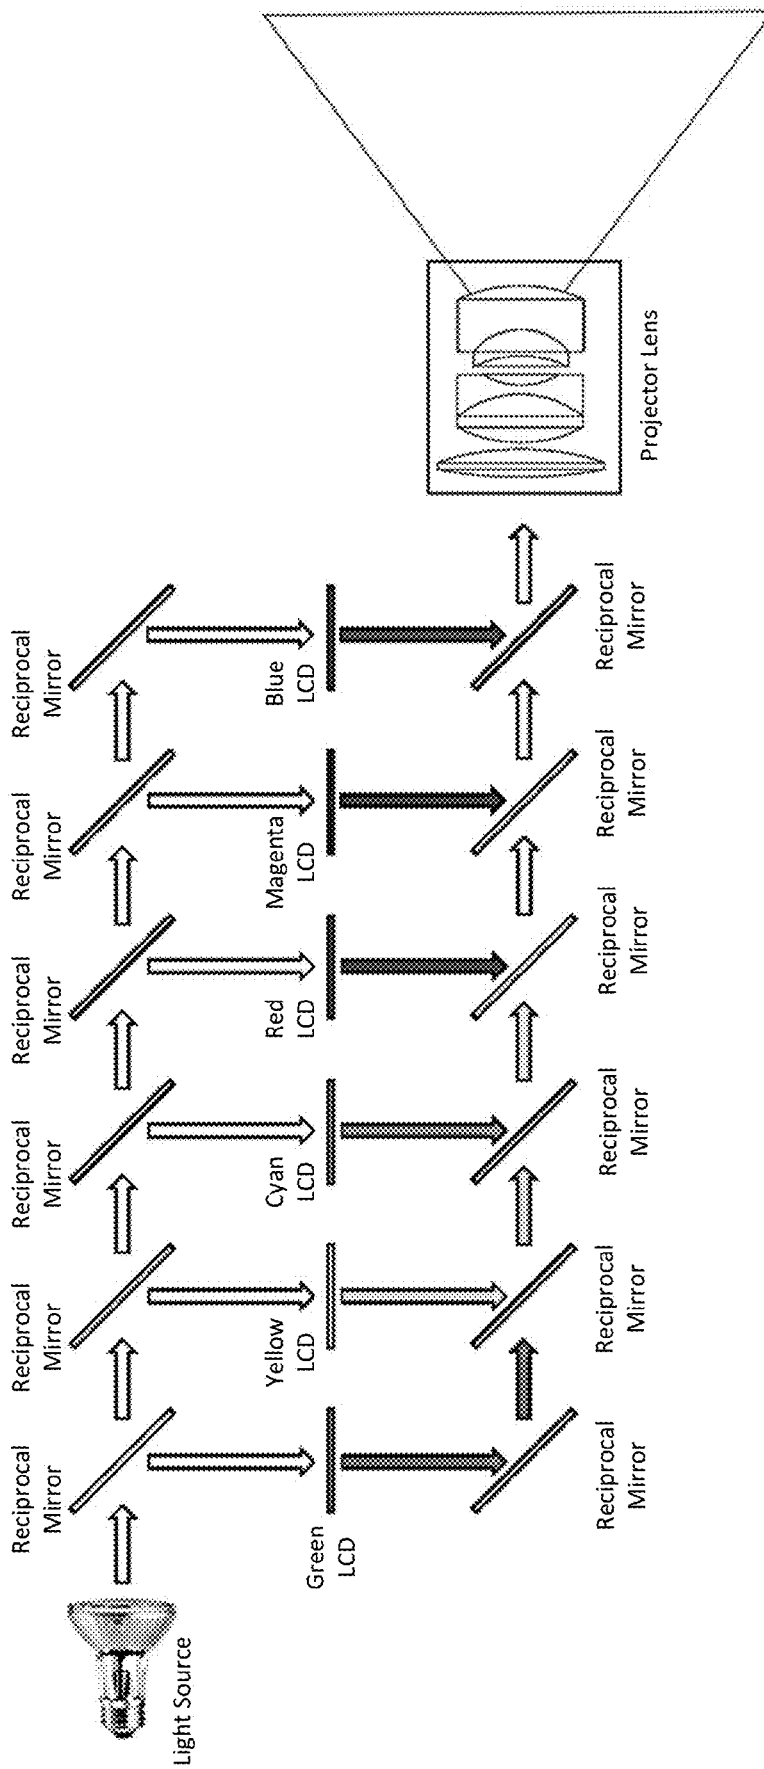 Light Source
Reciprocal
Mirror
Reciprocal
Mirror
Reciprocal
Mirror
Reciprocal
Mirror
Reciprocal
Mirror
Reciprocal
Mirror
Green
LCD
Yellow
LCD
Cyan
LCD
Red
LCD
Magenta
LCD
Blue
LCD
Reciprocal
Mirror
Reciprocal
Mirror
Reciprocal
Mirror
Reciprocal
Mirror
Reciprocal
Mirror
Reciprocal
Mirror
Projector Lens